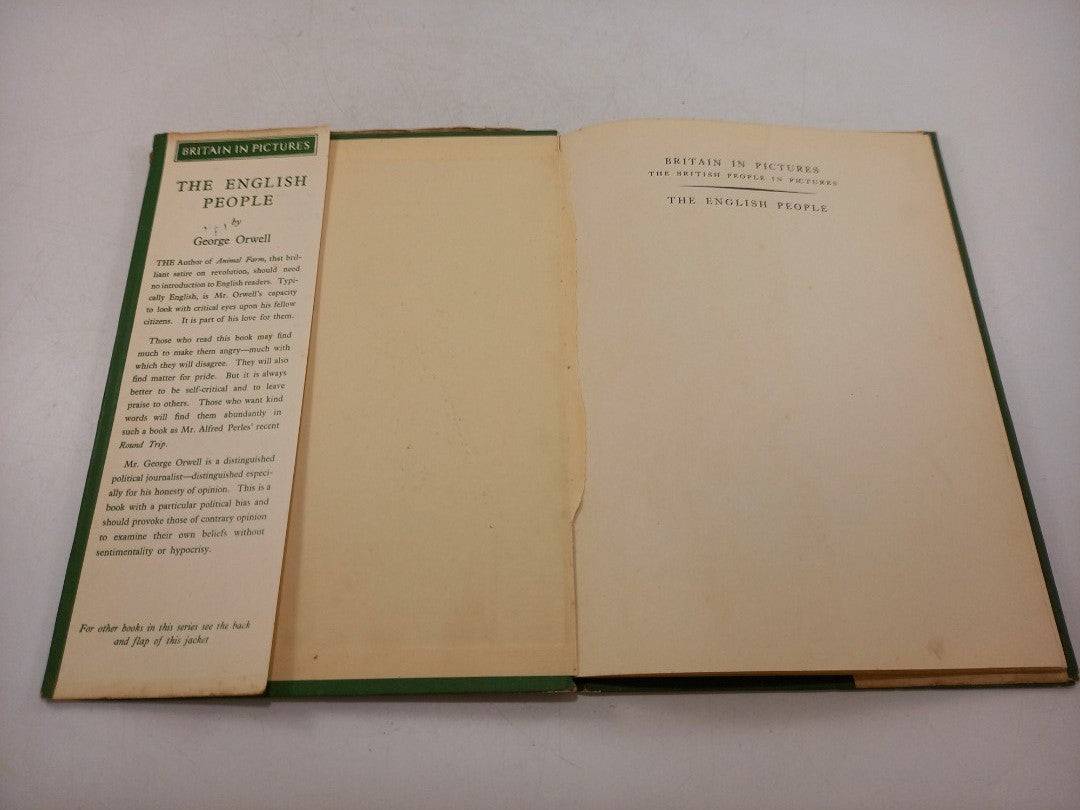 BRITAIN IN PICTURES
THE ENGLISH
PEOPLE
by
George Orwell
THE Author of Animal Farm, that bril-
liant satire on revolution, should need
no introduction to English readers. Typi-
cally English, is Mr. Orwell's capacity
to look with critical eyes upon his fellow
citizens. It is part of his love for them.
Those who read this book may find
much to make them angry—much with
which they will disagree. They will also
find matter for pride. But it is always
better to be self-critical and to leave
praise to others. Those who want kind
words will find them abundantly in
such a book as Mr. Alfred Perles' recent
Round Trip.
Mr. George Orwell is a distinguished
political journalist—distinguished especi-
ally for his honesty of opinion. This is a
book with a particular political bias and
should provoke those of contrary opinion
to examine their own beliefs without
sentimentality or hypocrisy.
For other books in this series see the back
and flap of this jacket
BRITAIN IN PICTURES
THE BRITISH PEOPLE IN PICTURES
THE ENGLISH PEOPLE